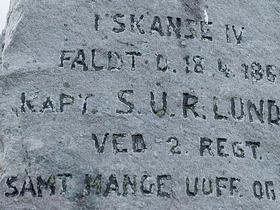 I SKANSE IV
FALDT D. 18 4. 186
KAPT. S. U. R. LUND
VED 2. REGT.
SAMT MANGE UOFF. OG